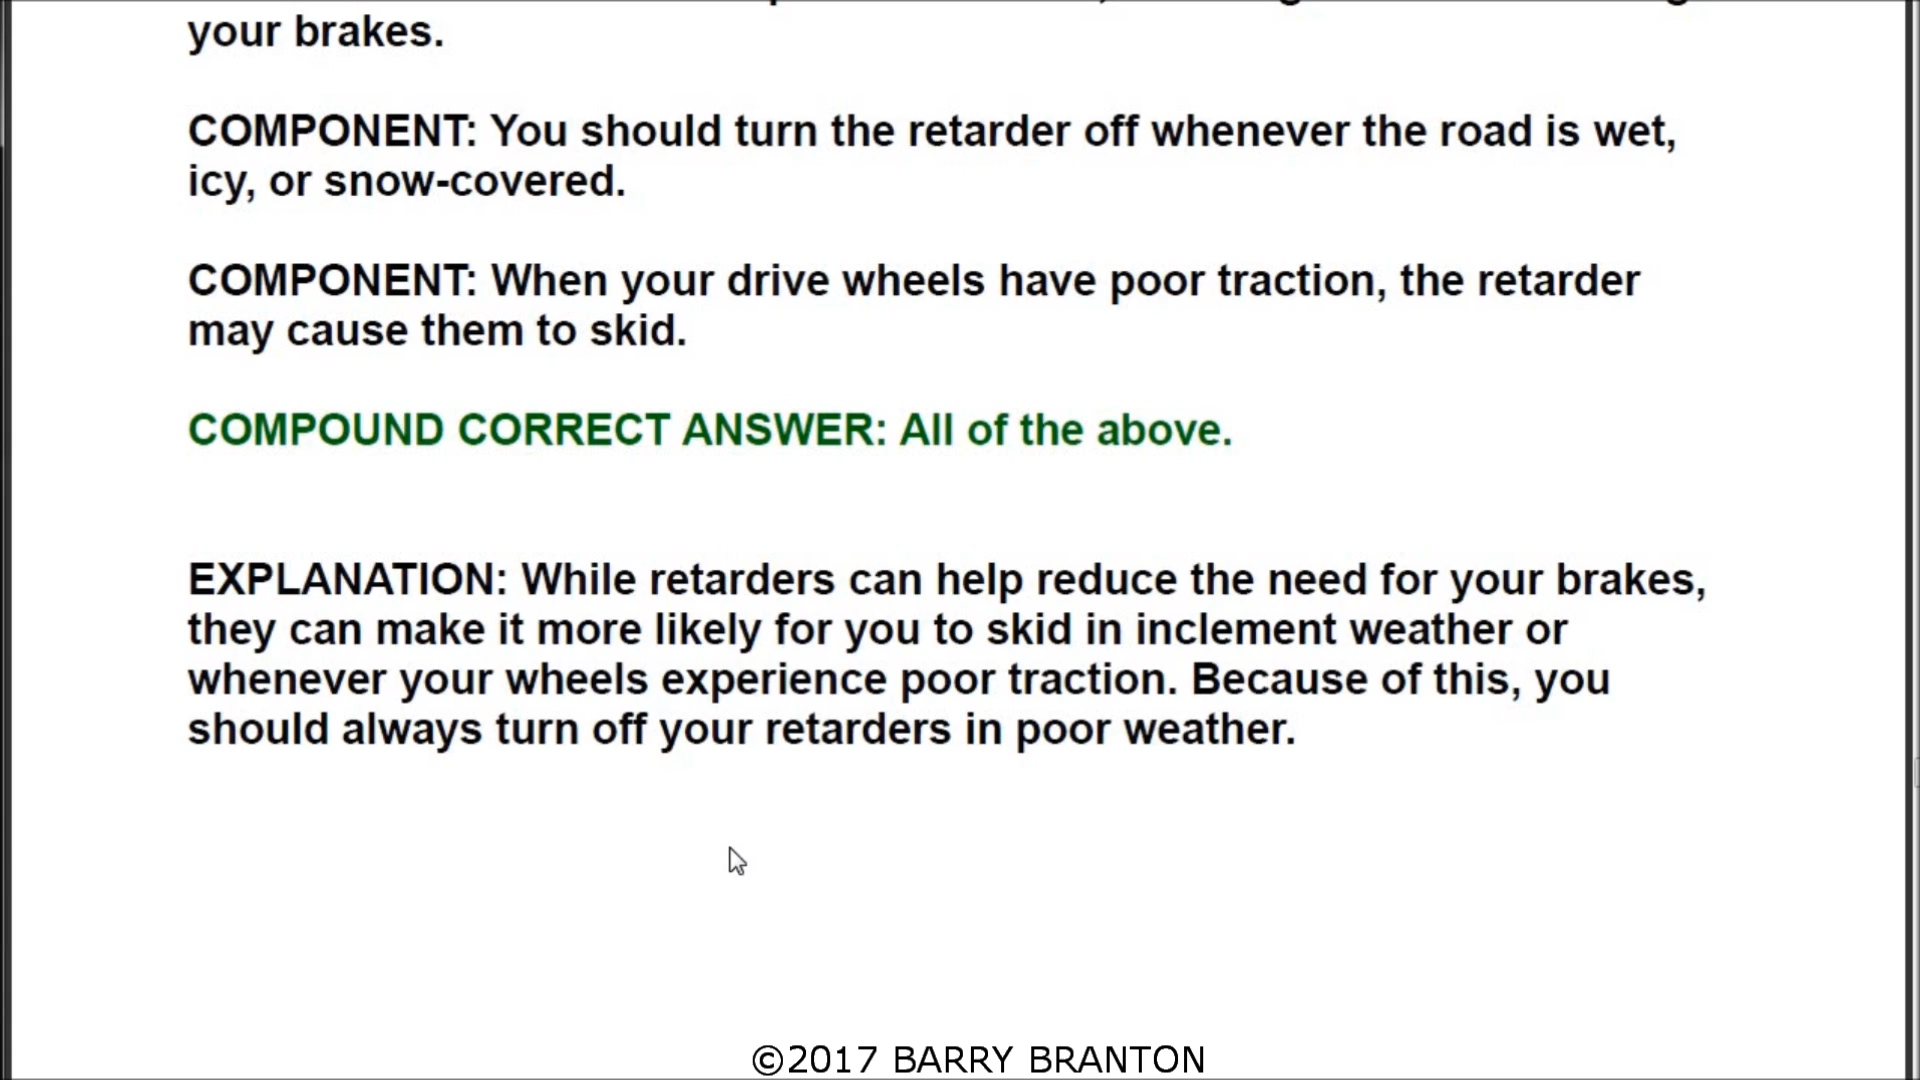 your brakes.
COMPONENT: You should turn the retarder off whenever the road is wet,
icy, or snow-covered.
COMPONENT: When your drive wheels have poor traction, the retarder
may cause them to skid.
COMPOUND CORRECT ANSWER: All of the above.
EXPLANATION: While retarders can help reduce the need for your brakes,
they can make it more likely for you to skid in inclement weather or
whenever your wheels experience poor traction. Because of this, you
should always turn off your retarders in poor weather.
©2017 BARRY BRANTON